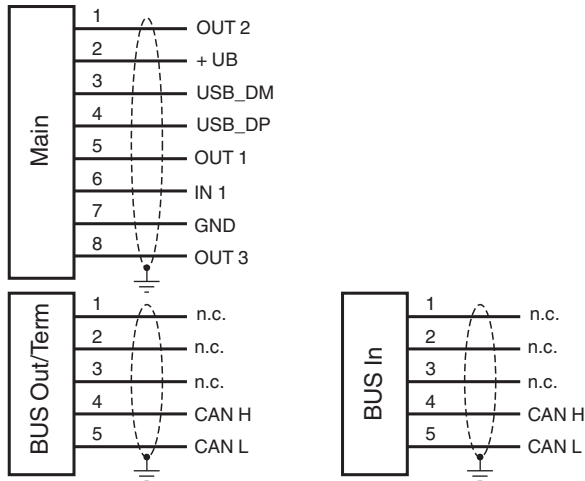 Main
1 OUT 2
2 + UB
3 USB_DM
4 USB_DP
5 OUT 1
6 IN 1
7 GND
8 OUT 3
BUS Out/Term
1 n.c.
2 n.c.
3 n.c.
4 CAN H
5 CAN L
BUS In
1 n.c.
2 n.c.
3 n.c.
4 CAN H
5 CAN L